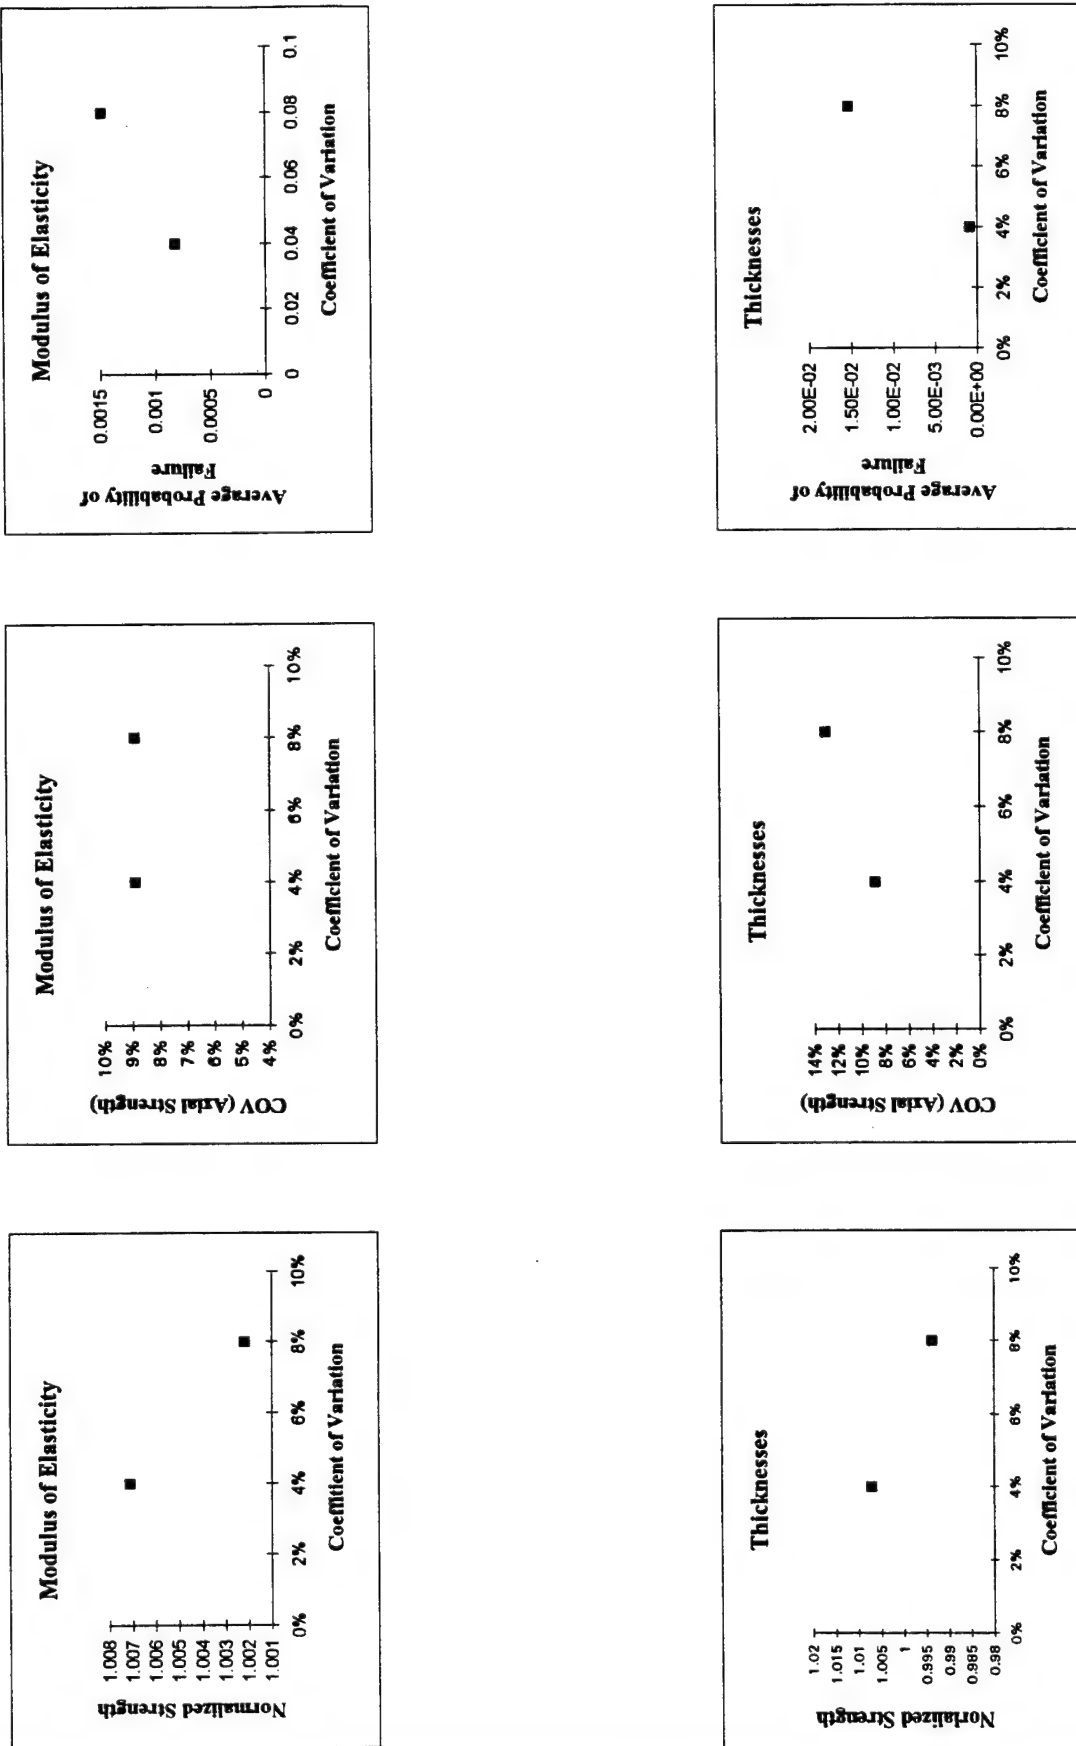 Modulus of Elasticity
Normalized Strength
1.008
1.007
1.006
1.005
1.004
1.003
1.002
1.001
0% 2% 4% 6% 8% 10%
Coeffitient of Variation
Modulus of Elasticity
COV (Axial Strength)
10%
9%
8%
7%
6%
5%
4%
0% 2% 4% 6% 8% 10%
Coefficient of Variation
Modulus of Elasticity
Average Probability of
Failure
0.0015
0.001
0.0005
0
0 0.02 0.04 0.06 0.08 0.1
Coefficient of Variation
Thicknesses
Norlalized Strength
1.02
1.015
1.01
1.005
1
0.995
0.99
0.985
0.98
0% 2% 4% 6% 8% 10%
Coefficient of Variation
Thicknesses
COV (Axial Strength)
14%
12%
10%
8%
6%
4%
2%
0%
0% 2% 4% 6% 8% 10%
Coefficient of Variation
Thicknesses
Average Probability of
Failure
2.00E-02
1.50E-02
1.00E-02
5.00E-03
0.00E+00
0% 2% 4% 6% 8% 10%
Coefficient of Variation